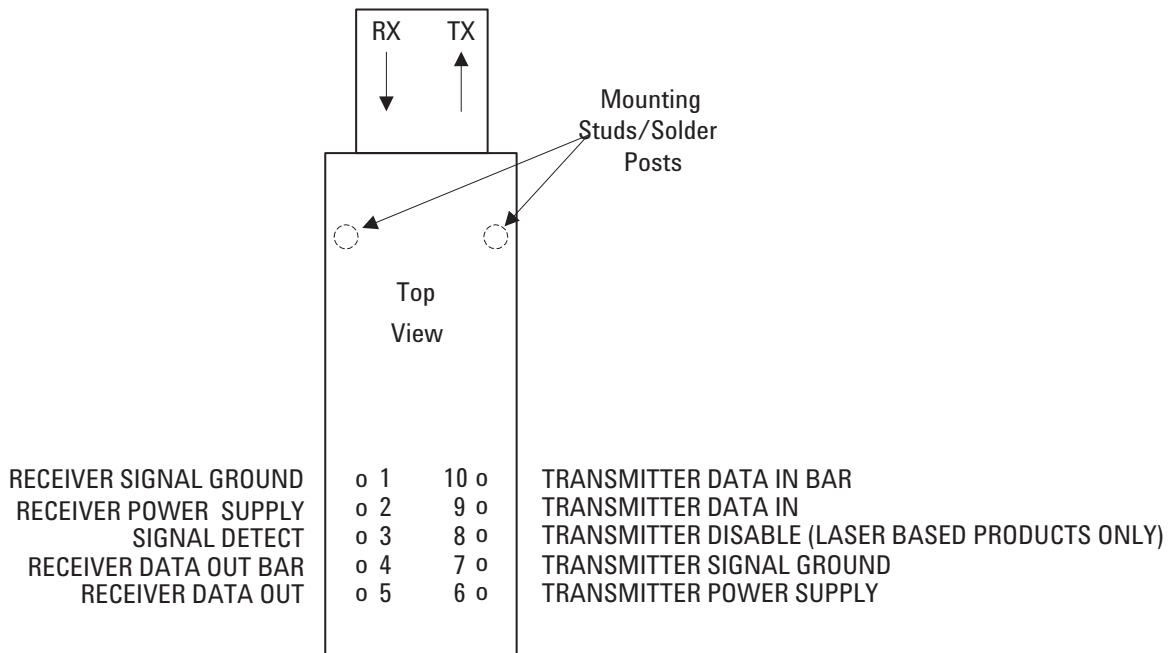 RX TX
Mounting
Studs/Solder
Posts
Top
View
RECEIVER SIGNAL GROUND o 1 10 o TRANSMITTER DATA IN BAR
RECEIVER POWER SUPPLY o 2 9 o TRANSMITTER DATA IN
SIGNAL DETECT o 3 8 o TRANSMITTER DISABLE (LASER BASED PRODUCTS ONLY)
RECEIVER DATA OUT BAR o 4 7 o TRANSMITTER SIGNAL GROUND
RECEIVER DATA OUT o 5 6 o TRANSMITTER POWER SUPPLY